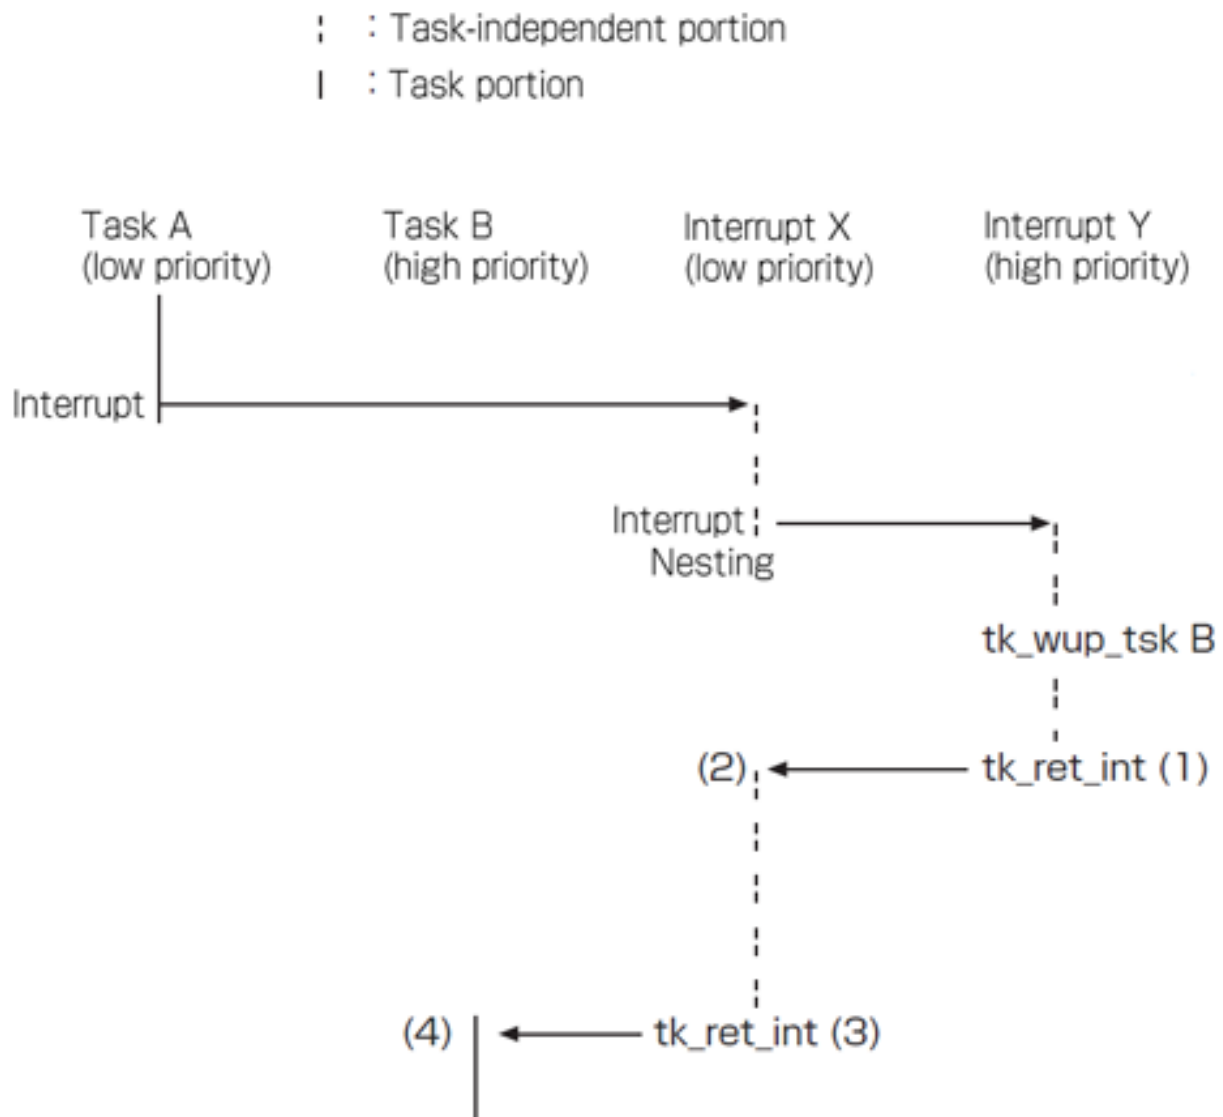 : Task-independent portion
: Task portion
Task A
(low priority)
Task B
(high priority)
Interrupt X
(low priority)
Interrupt Y
(high priority)
Interrupt
Interrupt
Nesting
tk_wup_tsk B
(2)
tk_ret_int (1)
(4)
tk_ret_int (3)